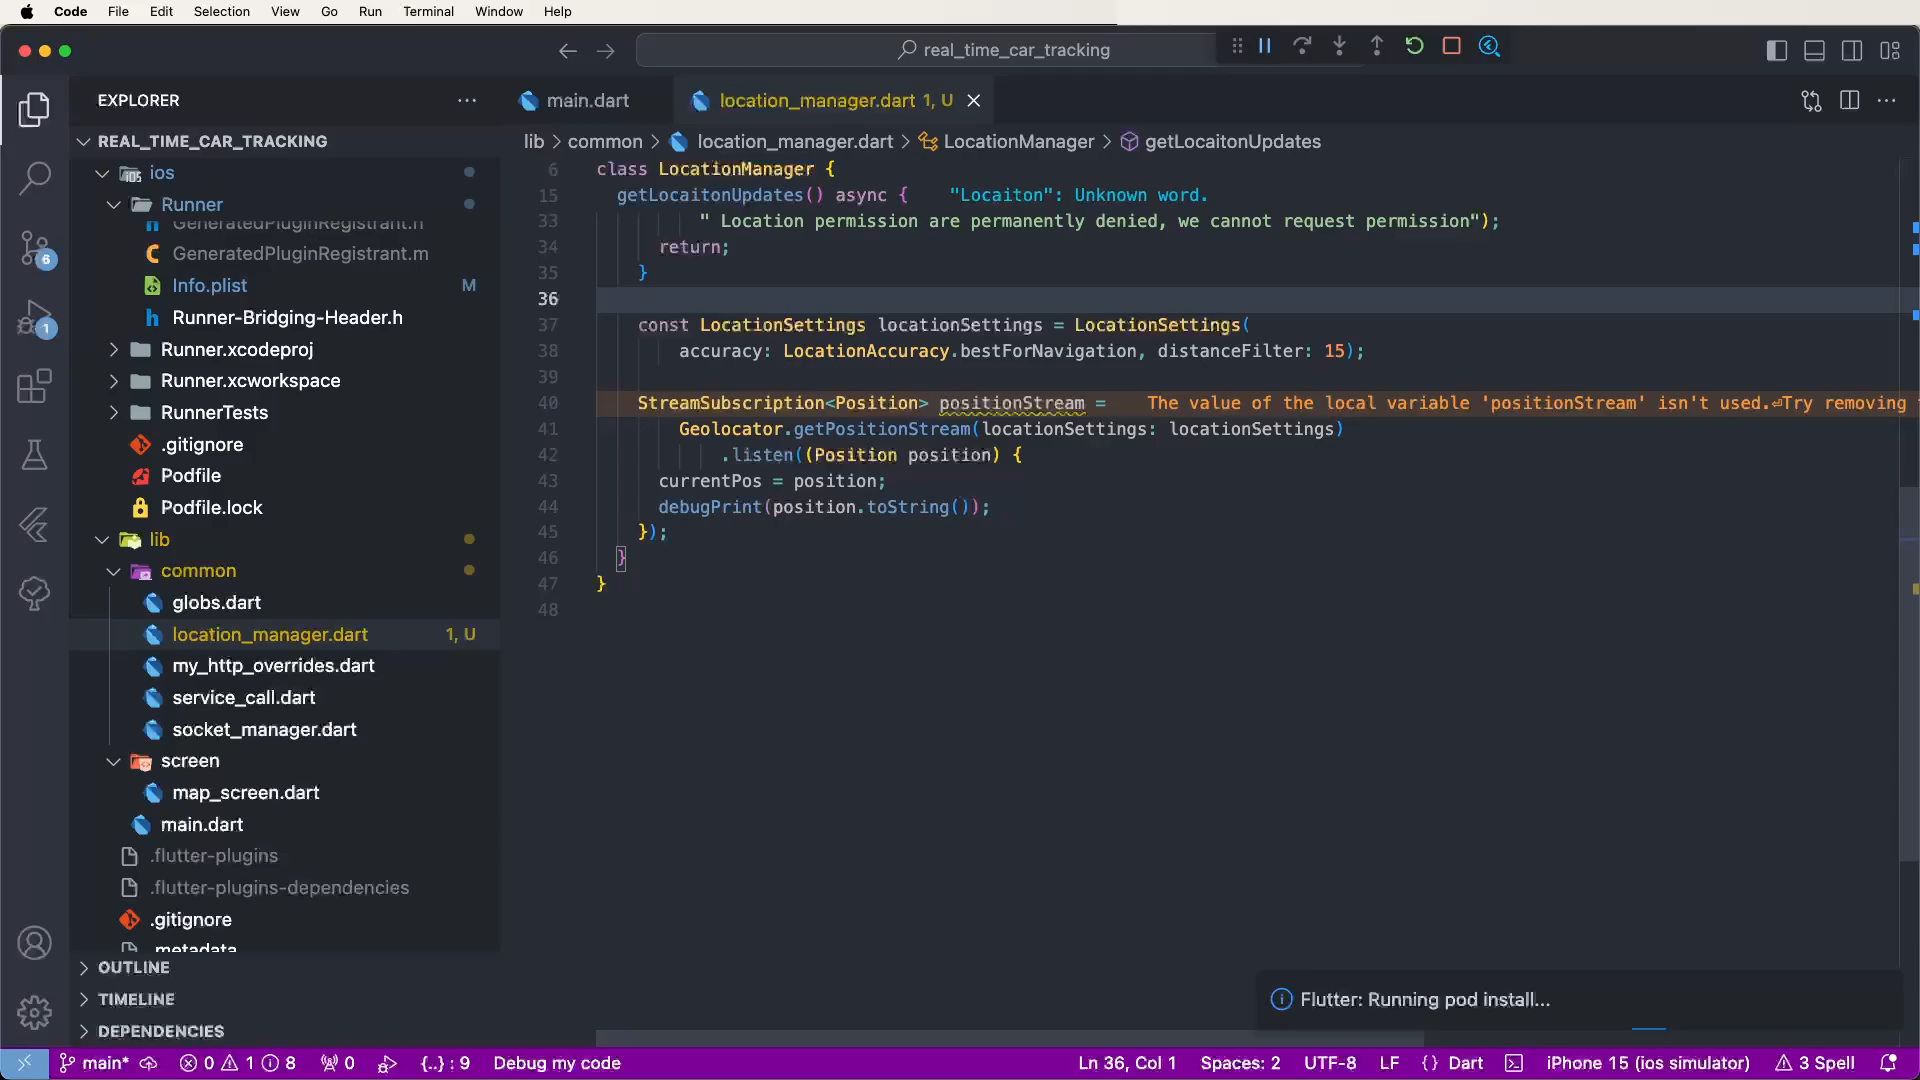 Code File Edit Selection View Go Run Terminal Window Help
real_time_car_tracking
EXPLORER
main.dart
location_manager.dart 1, U
REAL_TIME_CAR_TRACKING
lib > common > location_manager.dart > LocationManager > getLocaitonUpdates
ios
Runner
GeneratedPluginRegistrant.h
GeneratedPluginRegistrant.m
Info.plist M
Runner-Bridging-Header.h
Runner.xcodeproj
Runner.xcworkspace
RunnerTests
.gitignore
Podfile
Podfile.lock
lib
common
globs.dart
location_manager.dart 1, U
my_http_overrides.dart
service_call.dart
socket_manager.dart
screen
map_screen.dart
main.dart
.flutter-plugins
.flutter-plugins-dependencies
.gitignore
.metadata
OUTLINE
TIMELINE
DEPENDENCIES
6
1
6 class LocationManager {
15 getLocaitonUpdates() async { "Locaiton": Unknown word.
33 " Location permission are permanently denied, we cannot request permission");
34 return;
35 }
36
37 const LocationSettings locationSettings = LocationSettings(
38 accuracy: LocationAccuracy.bestForNavigation, distanceFilter: 15);
39
40 StreamSubscription<Position> positionStream = The value of the local variable 'positionStream' isn't used.⏎Try removing
41 Geolocator.getPositionStream(locationSettings: locationSettings)
42 .listen((Position position) {
43 currentPos = position;
44 debugPrint(position.toString());
45 });
46 }
47 }
48
Flutter: Running pod install...
main* 0 1 8 0 {..} : 9 Debug my code Ln 36, Col 1 Spaces: 2 UTF-8 LF {} Dart iPhone 15 (ios simulator) 3 Spell